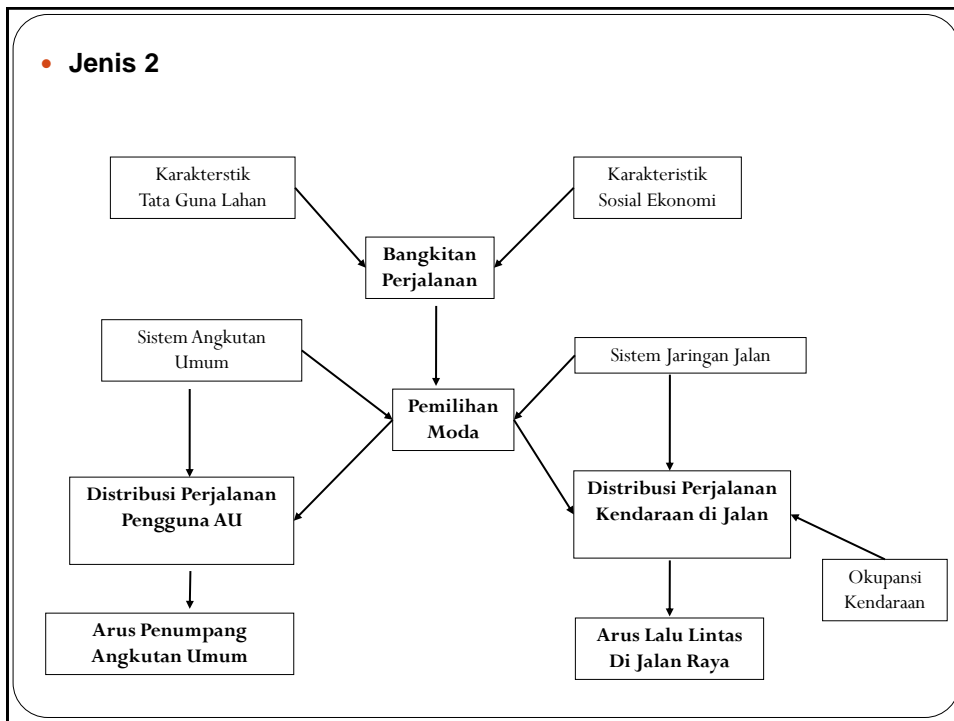 • Jenis 2
Karakterstik
Tata Guna Lahan
Karakteristik
Sosial Ekonomi
Bangkitan
Perjalanan
Sistem Angkutan
Umum
Sistem Jaringan Jalan
Pemilihan
Moda
Distribusi Perjalanan
Pengguna AU
Distribusi Perjalanan
Kendaraan di Jalan
Okupansi
Kendaraan
Arus Penumpang
Angkutan Umum
Arus Lalu Lintas
Di Jalan Raya